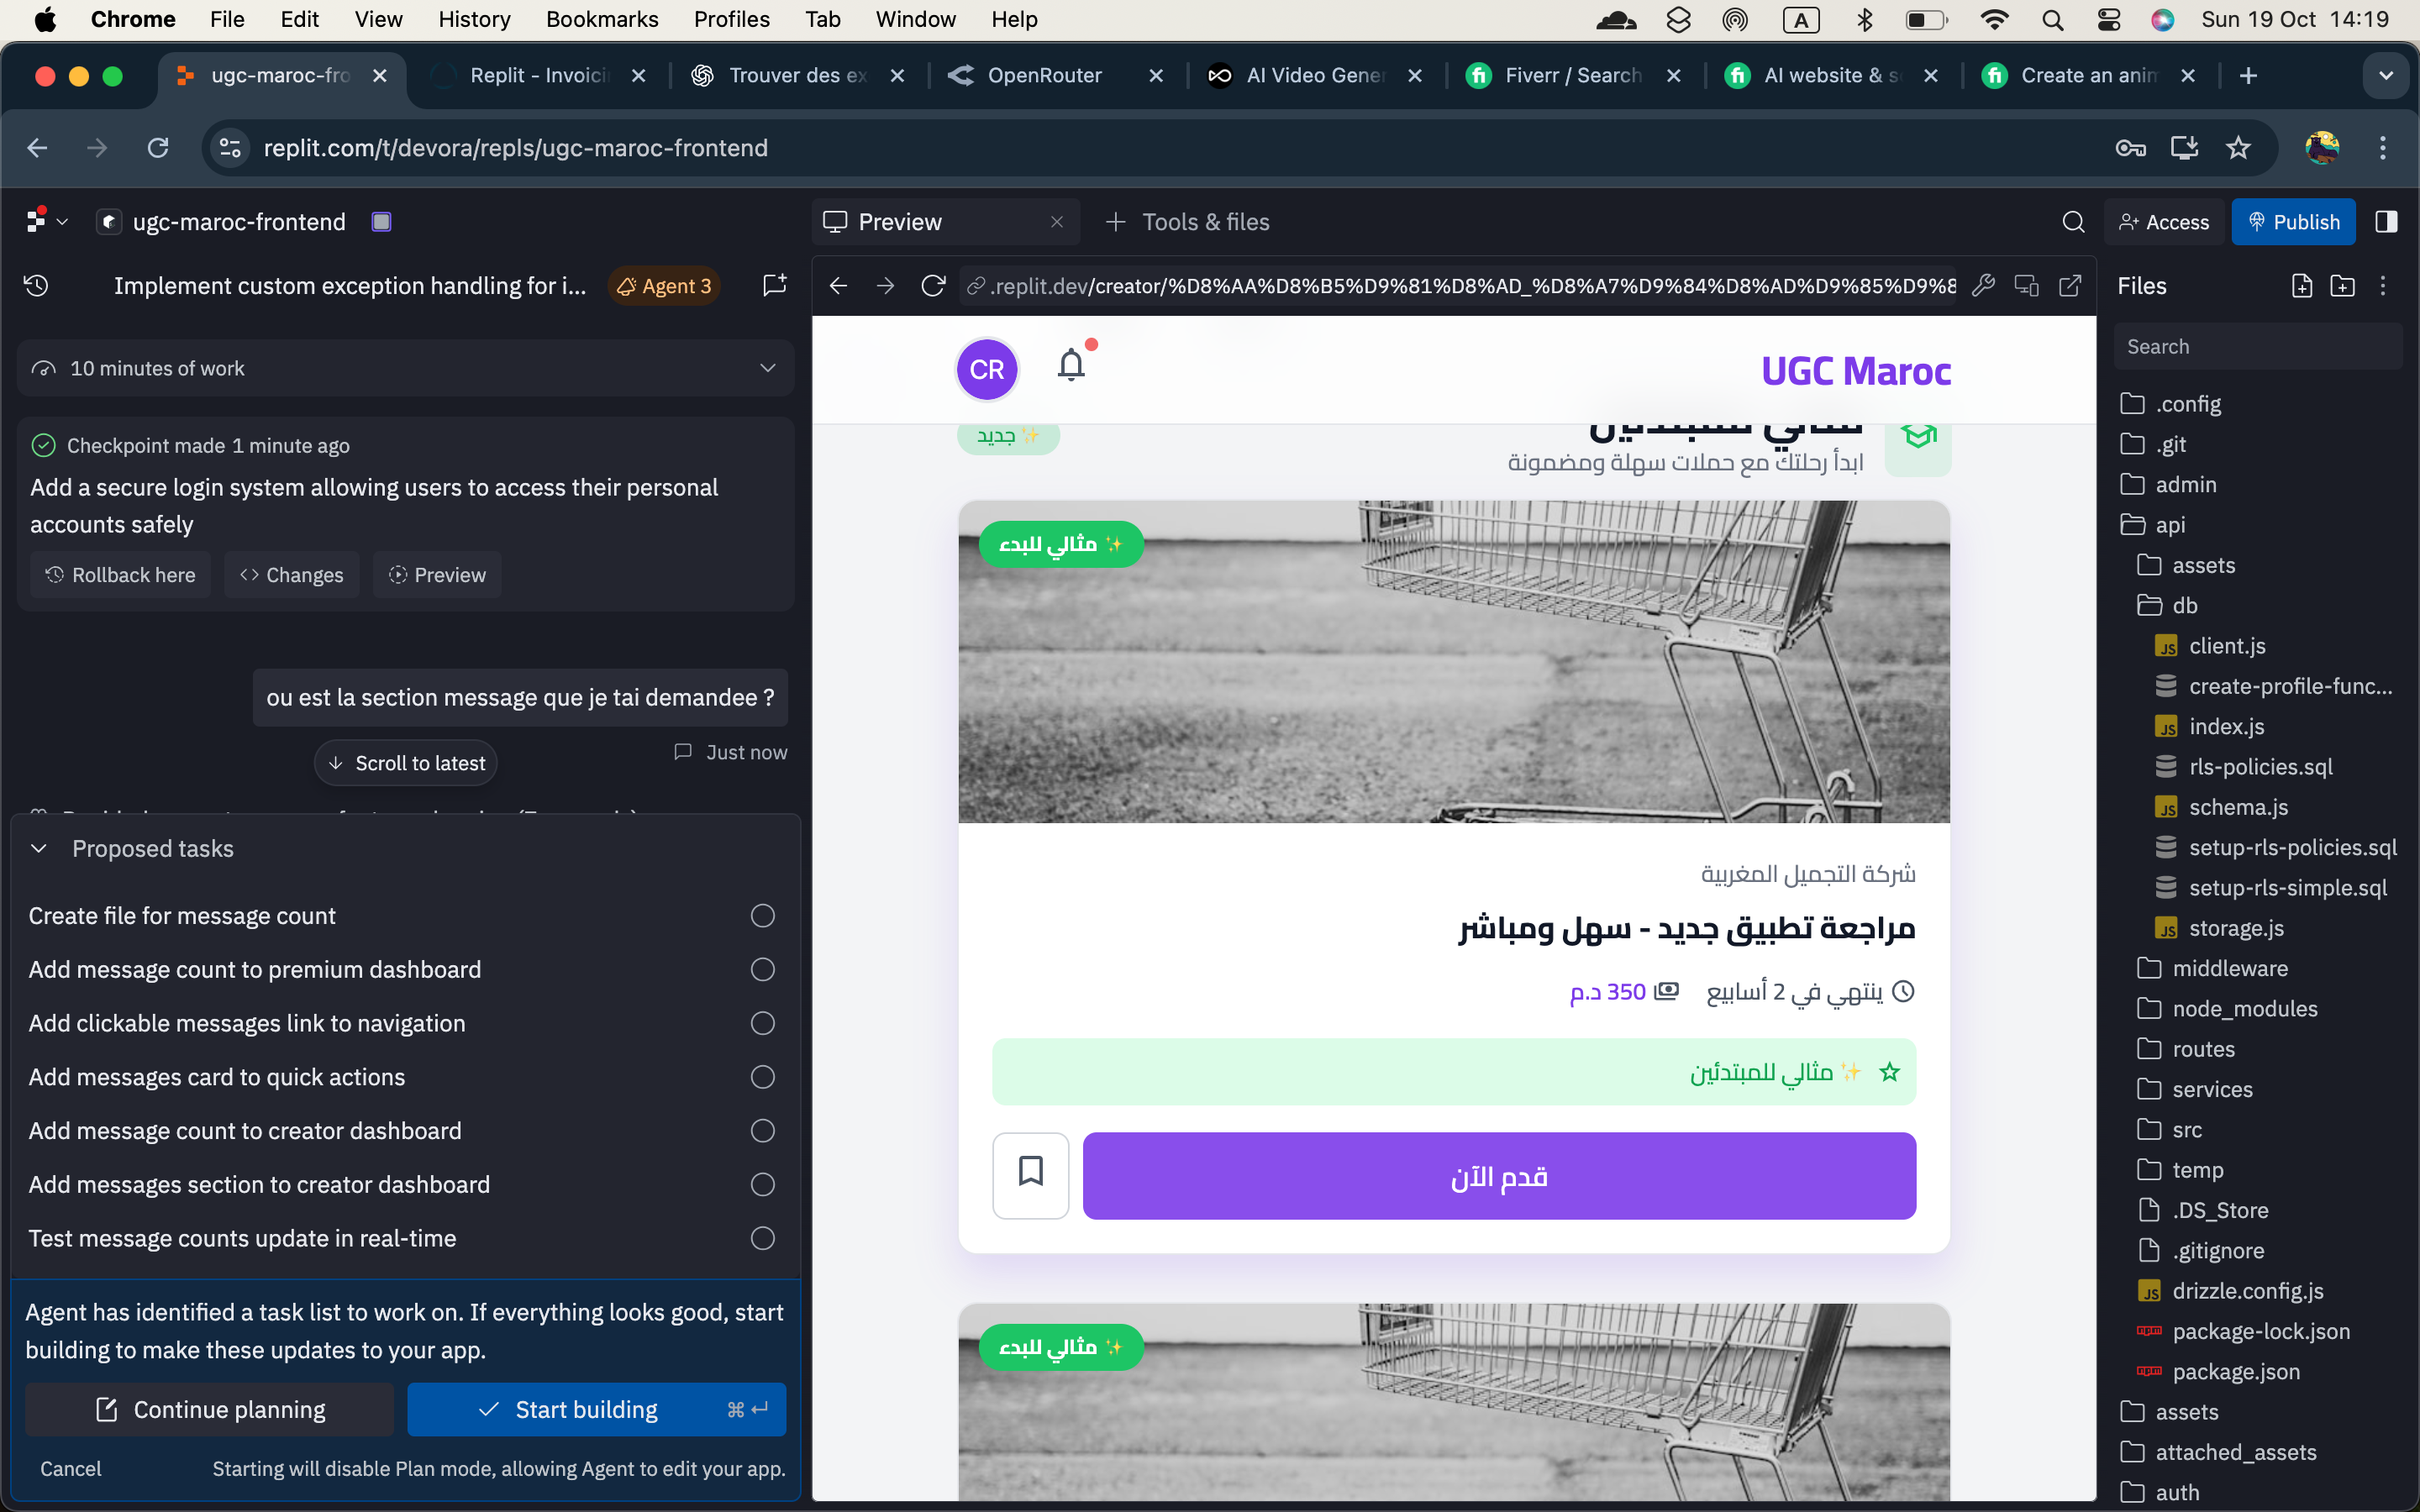 Chrome File Edit View History Bookmarks Profiles Tab Window Help
A
Sun 19 Oct 14:19
ugc-maroc-fro
Replit - Invoici
Trouver des ex
OpenRouter
AI Video Gener
Fiverr / Search
AI website & s
Create an anim
replit.com/t/devora/repls/ugc-maroc-frontend
ugc-maroc-frontend
Preview
Tools & files
Access
Publish
Implement custom exception handling for i...
Agent 3
.replit.dev/creator/%D8%AA%D8%B5%D9%81%D8%AD_%D8%A7%D9%84%D8%AD%D9%85%D9%8
Files
Search
10 minutes of work
Checkpoint made 1 minute ago
Add a secure login system allowing users to access their personal
accounts safely
Rollback here
Changes
Preview
ou est la section message que je tai demandee ?
Just now
Scroll to latest
Proposed tasks
Create file for message count
Add message count to premium dashboard
Add clickable messages link to navigation
Add messages card to quick actions
Add message count to creator dashboard
Add messages section to creator dashboard
Test message counts update in real-time
Agent has identified a task list to work on. If everything looks good, start
building to make these updates to your app.
Continue planning
Start building ⌘ ↵
Cancel
Starting will disable Plan mode, allowing Agent to edit your app.
CR
UGC Maroc
جديد ✨
ابدأ رحلتك مع حملات سهلة ومضمونة
✨ مثالي للبدء
شركة التجميل المغربية
مراجعة تطبيق جديد - سهل ومباشر
ينتهي في 2 أسابيع
350 د.م
✨ مثالي للمبتدئين
قدم الآن
✨ مثالي للبدء
.config
.git
admin
api
assets
db
client.js
create-profile-func...
index.js
rls-policies.sql
schema.js
setup-rls-policies.sql
setup-rls-simple.sql
storage.js
middleware
node_modules
routes
services
src
temp
.DS_Store
.gitignore
drizzle.config.js
package-lock.json
package.json
assets
attached_assets
auth